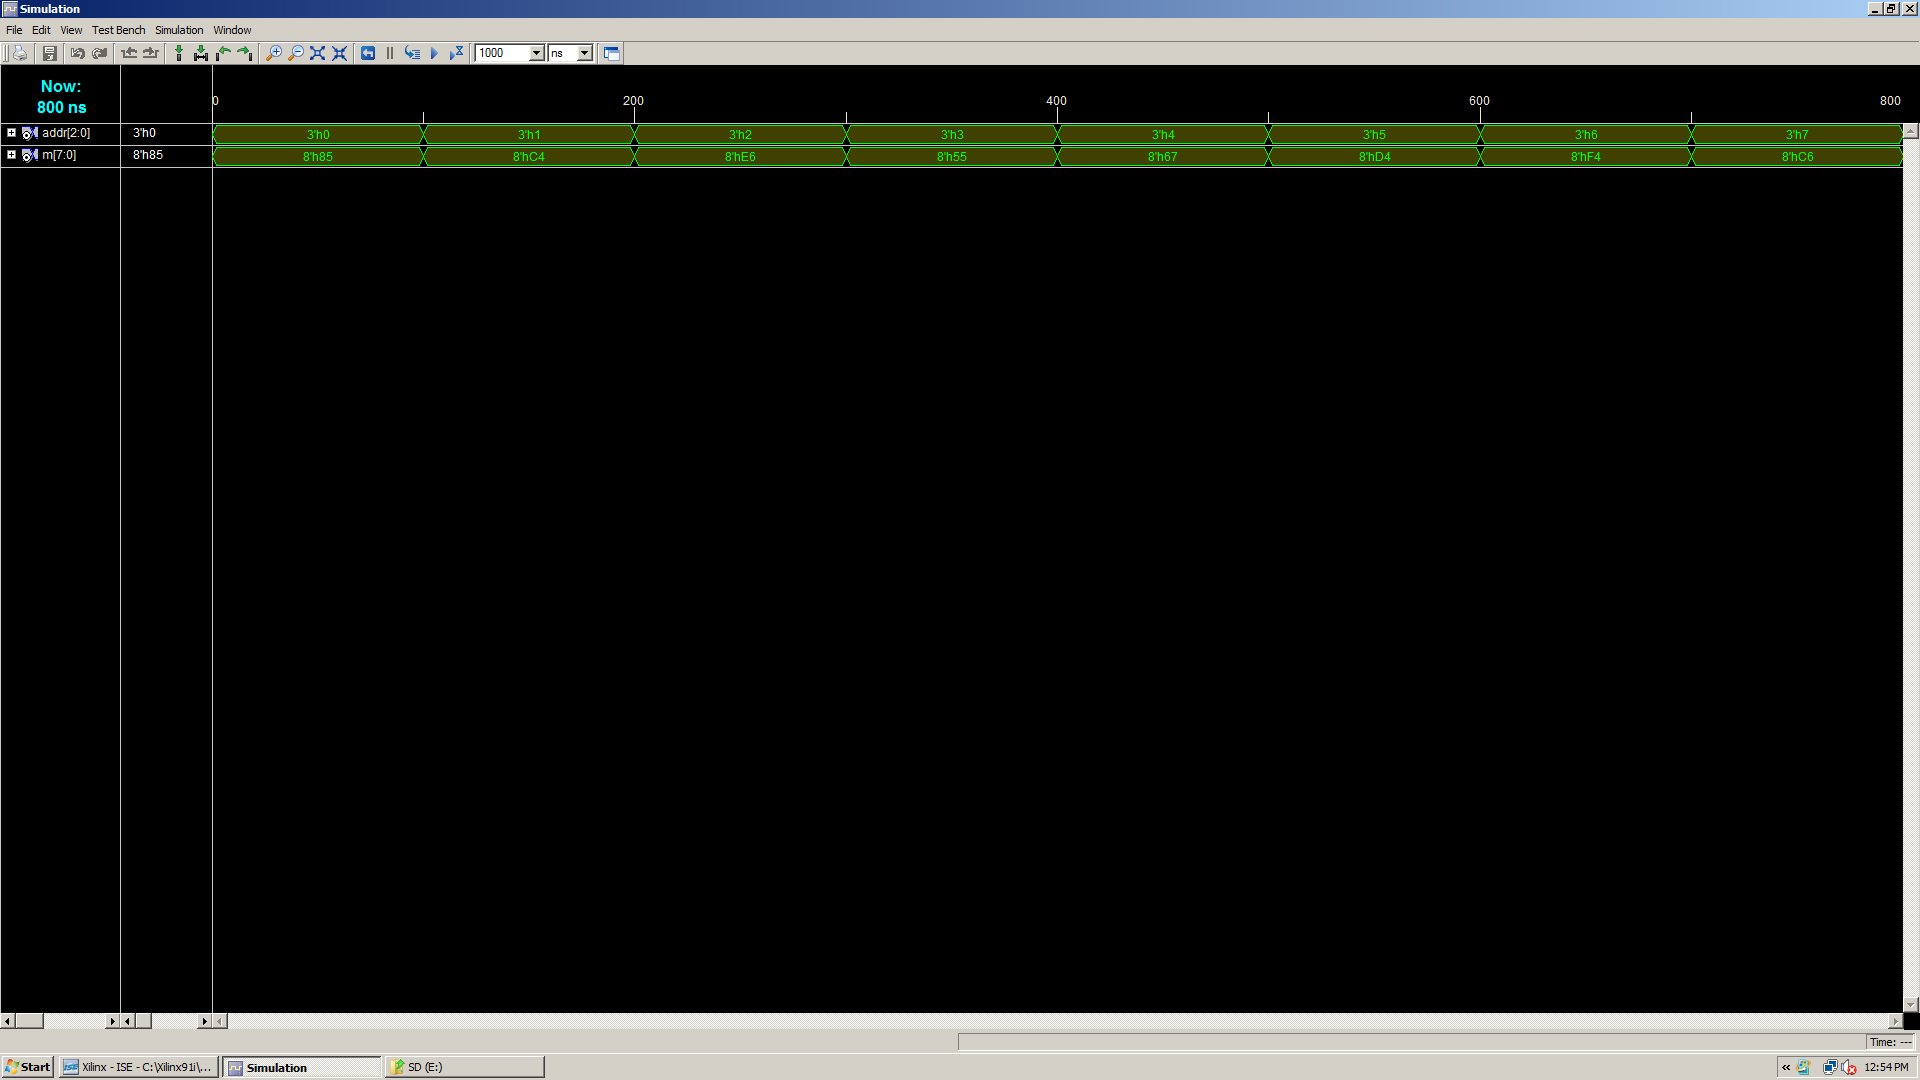 Simulation
File Edit View Test Bench Simulation Window
1000 ns
Now:
800 ns
0 200 400 600 800
addr[2:0] 3'h0 3'h0 3'h1 3'h2 3'h3 3'h4 3'h5 3'h6 3'h7
m[7:0] 8'h85 8'h85 8'hC4 8'hE6 8'h55 8'h67 8'hD4 8'hF4 8'hC6
Time: ---
Start ISE Xilinx - ISE - C:\Xilinx91i\... Simulation SD (E:) « 12:54 PM